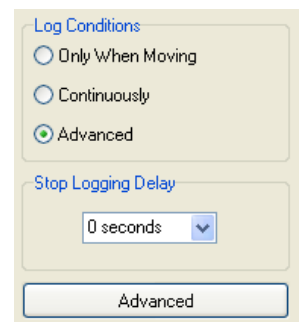 Log Conditions
Only When Moving
Continuously
Advanced
Stop Logging Delay
0 seconds
Advanced